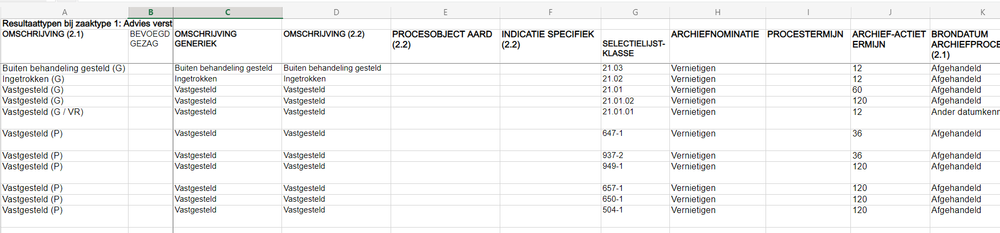 A B C D E F G H I J K
Resultaattypen bij zaaktype 1: Advies verst
OMSCHRIJVING (2.1) BEVOEGD GEZAG OMSCHRIJVING GENERIEK OMSCHRIJVING (2.2) PROCESOBJECT AARD (2.2) INDICATIE SPECIFIEK (2.2) SELECTIELIJST-KLASSE ARCHIEFNOMINATIE PROCESTERMIJN ARCHIEF-ACTIETERMIJN BRONDATUM ARCHIEFPROCE (2.1)
Buiten behandeling gesteld (G) Buiten behandeling gesteld Buiten behandeling gesteld 21.03 Vernietigen 12 Afgehandeld
Ingetrokken (G) Ingetrokken Ingetrokken 21.02 Vernietigen 12 Afgehandeld
Vastgesteld (G) Vastgesteld Vastgesteld 21.01 Vernietigen 60 Afgehandeld
Vastgesteld (G) Vastgesteld Vastgesteld 21.01.02 Vernietigen 120 Afgehandeld
Vastgesteld (G / VR) Vastgesteld Vastgesteld 21.01.01 Vernietigen 12 Ander datumkenn
Vastgesteld (P) Vastgesteld Vastgesteld 647-1 Vernietigen 36 Afgehandeld
Vastgesteld (P) Vastgesteld Vastgesteld 937-2 Vernietigen 36 Afgehandeld
Vastgesteld (P) Vastgesteld Vastgesteld 949-1 Vernietigen 120 Afgehandeld
Vastgesteld (P) Vastgesteld Vastgesteld 657-1 Vernietigen 120 Afgehandeld
Vastgesteld (P) Vastgesteld Vastgesteld 650-1 Vernietigen 120 Afgehandeld
Vastgesteld (P) Vastgesteld Vastgesteld 504-1 Vernietigen 120 Afgehandeld